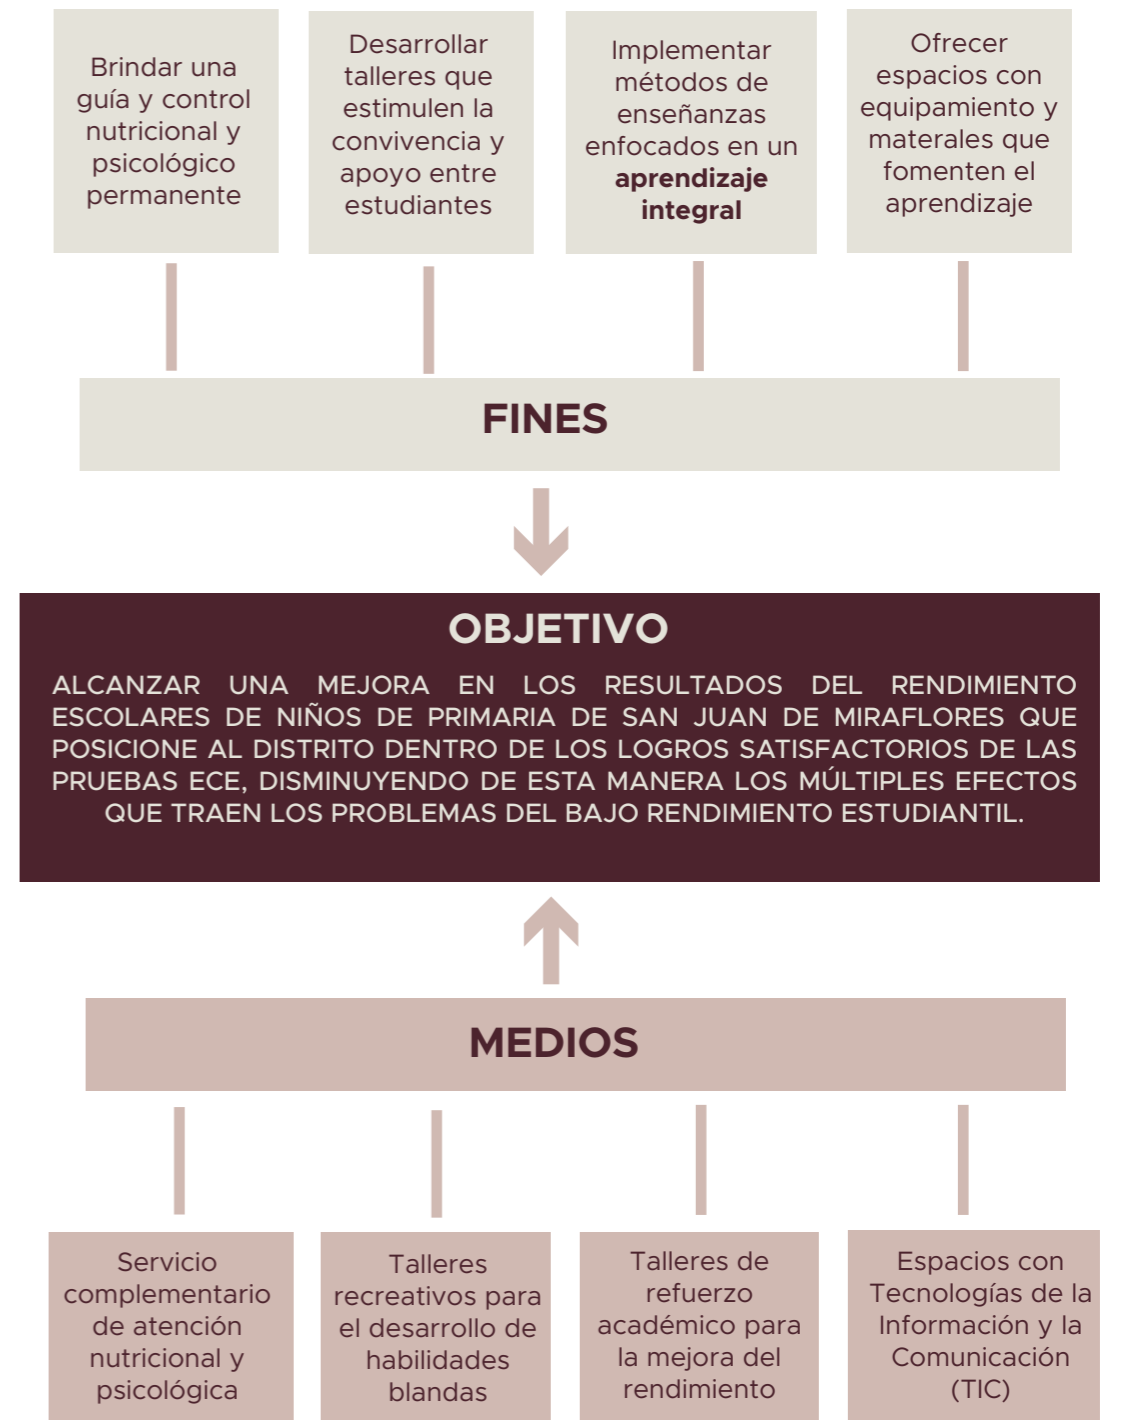 Brindar una
guía y control
nutricional y
psicológico
permanente
Desarrollar
talleres que
estimulen la
convivencia y
apoyo entre
estudiantes
Implementar
métodos de
enseñanzas
enfocados en un
aprendizaje
integral
Ofrecer
espacios con
equipamiento y
materales que
fomenten el
aprendizaje
FINES
OBJETIVO
ALCANZAR UNA MEJORA EN LOS RESULTADOS DEL RENDIMIENTO
ESCOLARES DE NIÑOS DE PRIMARIA DE SAN JUAN DE MIRAFLORES QUE
POSICIONE AL DISTRITO DENTRO DE LOS LOGROS SATISFACTORIOS DE LAS
PRUEBAS ECE, DISMINUYENDO DE ESTA MANERA LOS MÚLTIPLES EFECTOS
QUE TRAEN LOS PROBLEMAS DEL BAJO RENDIMIENTO ESTUDIANTIL.
MEDIOS
Servicio
complementario
de atención
nutricional y
psicológica
Talleres
recreativos para
el desarrollo de
habilidades
blandas
Talleres de
refuerzo
académico para
la mejora del
rendimiento
Espacios con
Tecnologías de la
Información y la
Comunicación
(TIC)